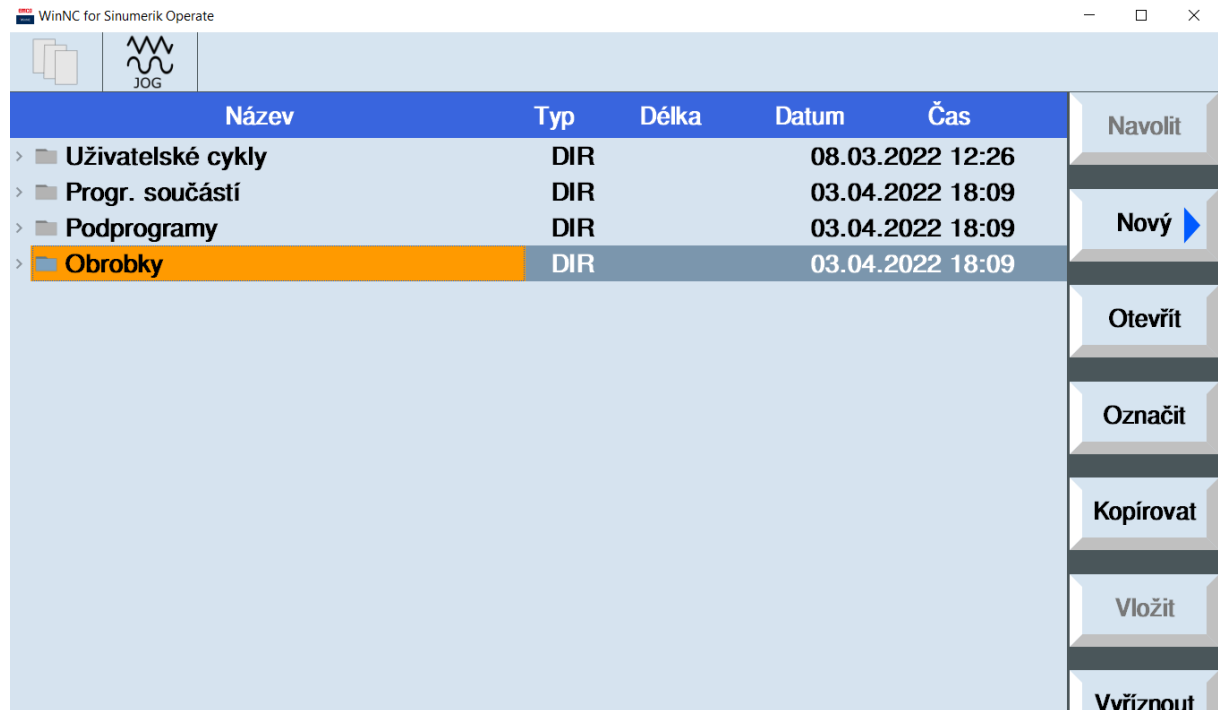 WinNC for Sinumerik Operate
JOG
Název Typ Délka Datum Čas
Uživatelské cykly DIR 08.03.2022 12:26
Progr. součástí DIR 03.04.2022 18:09
Podprogramy DIR 03.04.2022 18:09
Obrobky DIR 03.04.2022 18:09
Navolit
Nový
Otevřít
Označit
Kopírovat
Vložit
Vyříznout